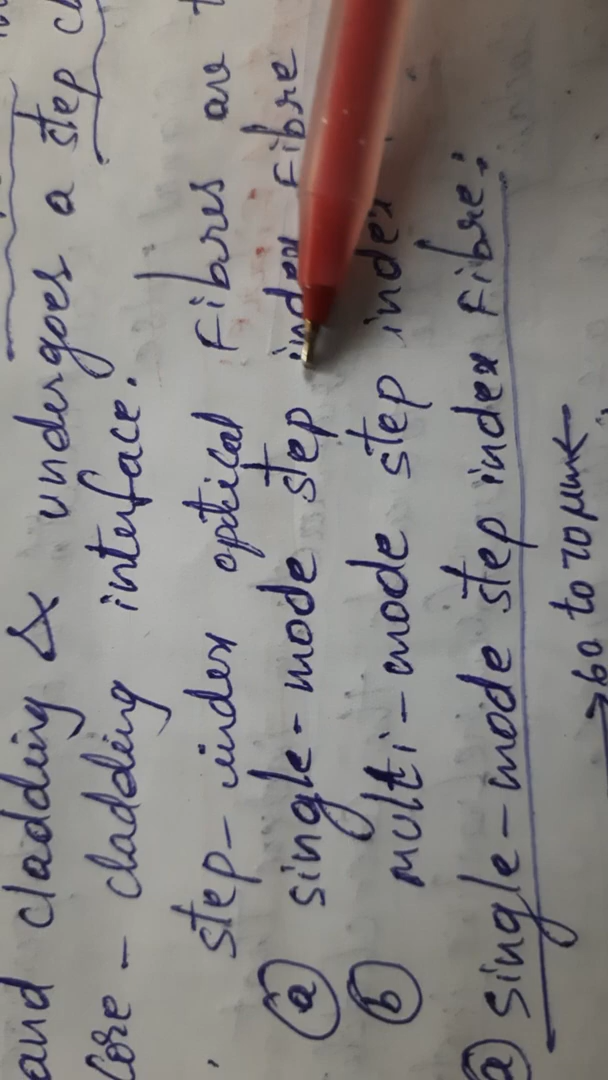 and cladding & undergoes a step
core - cladding interface.
step-index optical Fibres are
(a) single-mode step index Fibre
(b) multi-mode step index
(a) single-mode step index Fibre:
60 to 70 μm